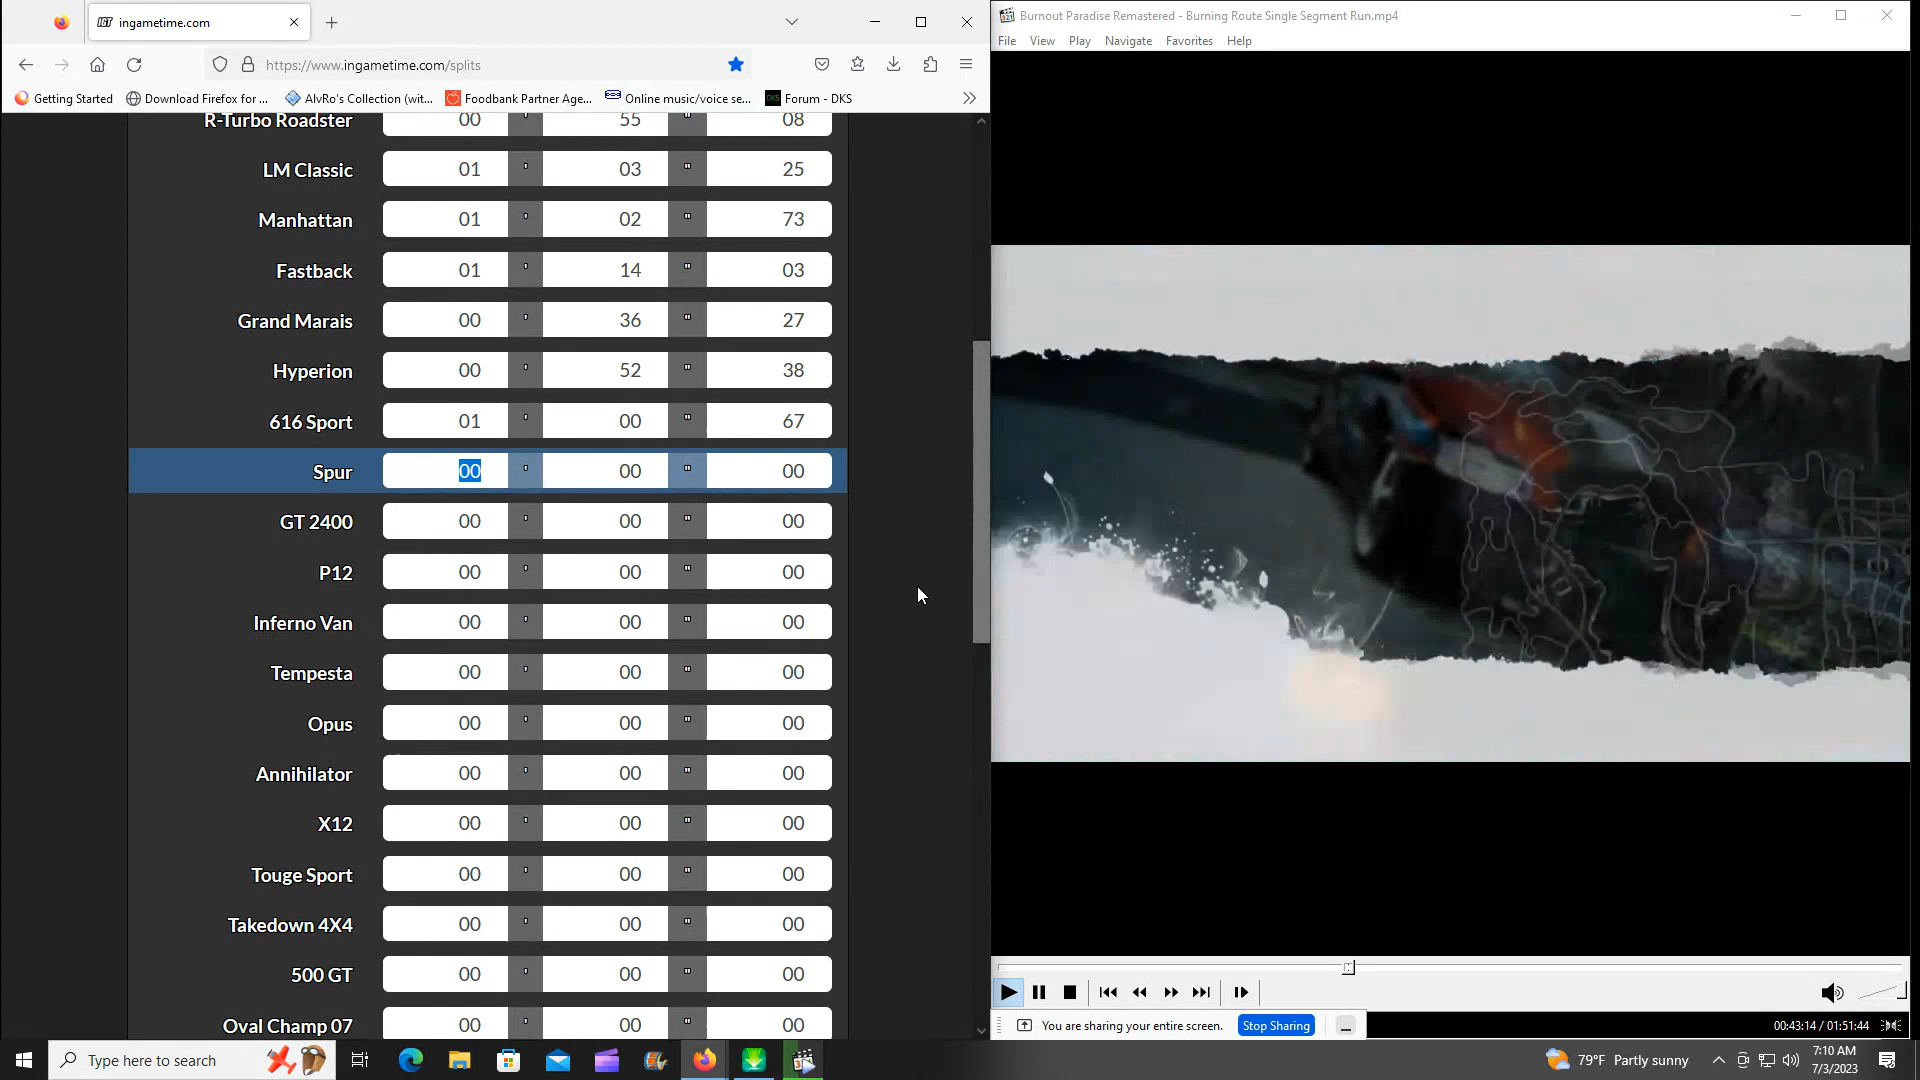 ingametime.com
https://www.ingametime.com/splits
Getting Started
Download Firefox for ...
AlvRo's Collection (wit...
Foodbank Partner Age...
Online music/voice se...
Forum - DKS
R-Turbo Roadster 00 ' 55 " 08
LM Classic 01 ' 03 " 25
Manhattan 01 ' 02 " 73
Fastback 01 ' 14 " 03
Grand Marais 00 ' 36 " 27
Hyperion 00 ' 52 " 38
616 Sport 01 ' 00 " 67
Spur 00 ' 00 " 00
GT 2400 00 ' 00 " 00
P12 00 ' 00 " 00
Inferno Van 00 ' 00 " 00
Tempesta 00 ' 00 " 00
Opus 00 ' 00 " 00
Annihilator 00 ' 00 " 00
X12 00 ' 00 " 00
Touge Sport 00 ' 00 " 00
Takedown 4X4 00 ' 00 " 00
500 GT 00 ' 00 " 00
Oval Champ 07 00 ' 00 " 00
Burnout Paradise Remastered - Burning Route Single Segment Run.mp4
File View Play Navigate Favorites Help
You are sharing your entire screen.
Stop Sharing
00:43:14 / 01:51:44
Type here to search
79°F Partly sunny
7:10 AM
7/3/2023